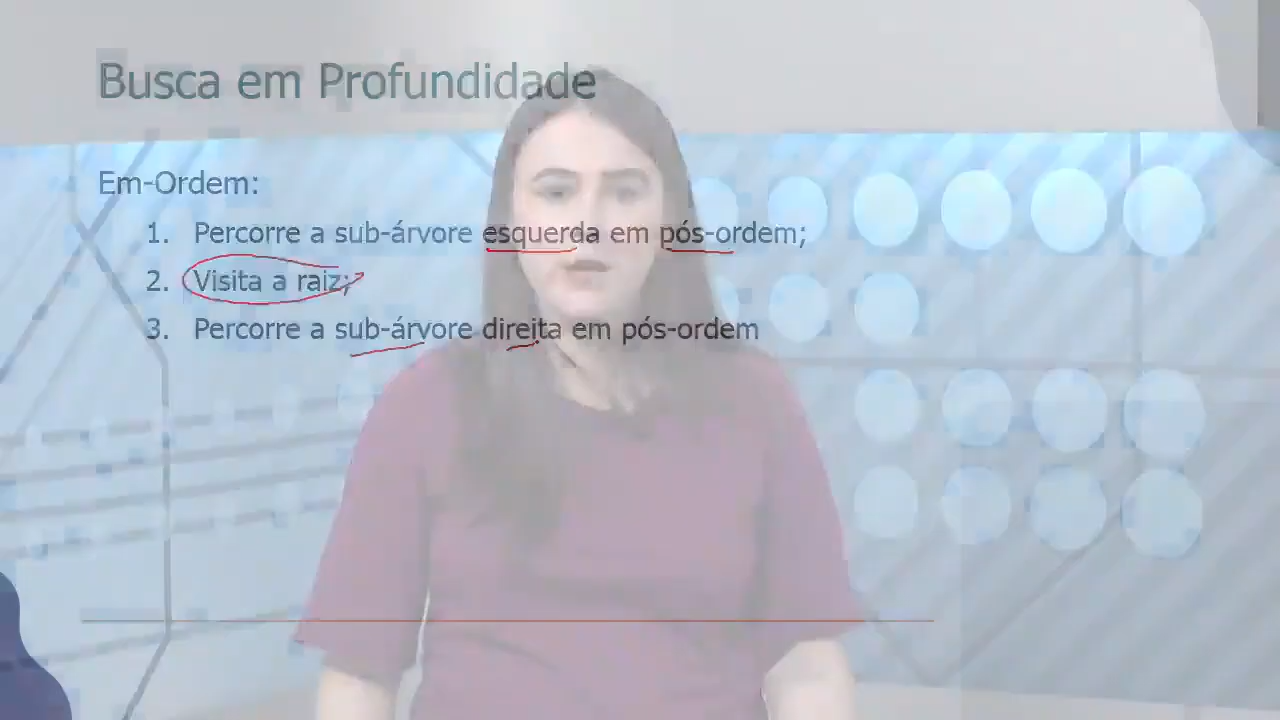 Busca em Profundidade
Em-Ordem:
1. Percorre a sub-árvore esquerda em pós-ordem;
2. Visita a raiz;
3. Percorre a sub-árvore direita em pós-ordem